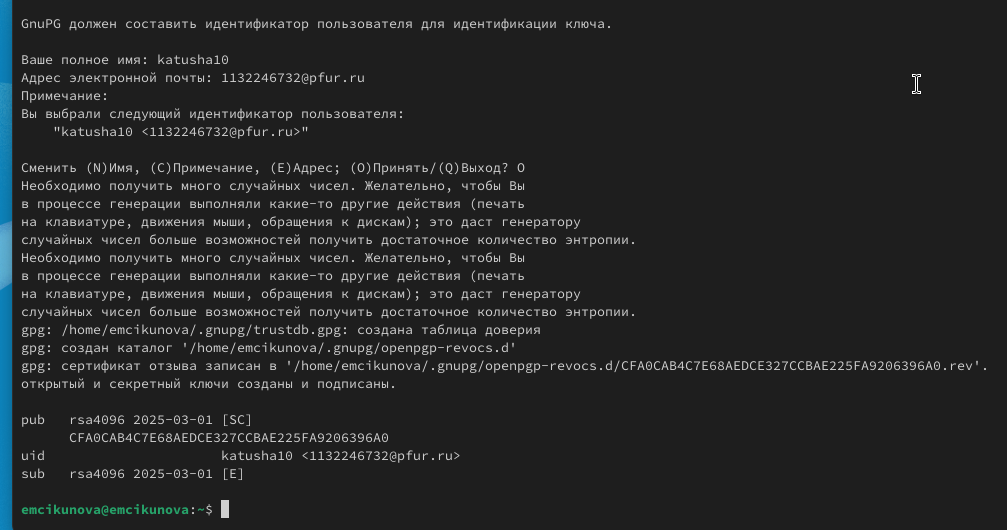 GnuPG должен составить идентификатор пользователя для идентификации ключа.
Ваше полное имя: katusha10
Адрес электронной почты: 1132246732@pfur.ru
Примечание:
Вы выбрали следующий идентификатор пользователя:
"katusha10 <1132246732@pfur.ru>"
Сменить (N)Имя, (C)Примечание, (E)Адрес; (O)Принять/(Q)Выход? O
Необходимо получить много случайных чисел. Желательно, чтобы Вы
в процессе генерации выполняли какие-то другие действия (печать
на клавиатуре, движения мыши, обращения к дискам); это даст генератору
случайных чисел больше возможностей получить достаточное количество энтропии.
Необходимо получить много случайных чисел. Желательно, чтобы Вы
в процессе генерации выполняли какие-то другие действия (печать
на клавиатуре, движения мыши, обращения к дискам); это даст генератору
случайных чисел больше возможностей получить достаточное количество энтропии.
gpg: /home/emcikunova/.gnupg/trustdb.gpg: создана таблица доверия
gpg: создан каталог '/home/emcikunova/.gnupg/openpgp-revocs.d'
gpg: сертификат отзыва записан в '/home/emcikunova/.gnupg/openpgp-revocs.d/CFA0CAB4C7E68AEDCE327CCBAE225FA9206396A0.rev'.
открытый и секретный ключи созданы и подписаны.
pub   rsa4096 2025-03-01 [SC]
CFA0CAB4C7E68AEDCE327CCBAE225FA9206396A0
uid                      katusha10 <1132246732@pfur.ru>
sub   rsa4096 2025-03-01 [E]
emcikunova@emcikunova:~$